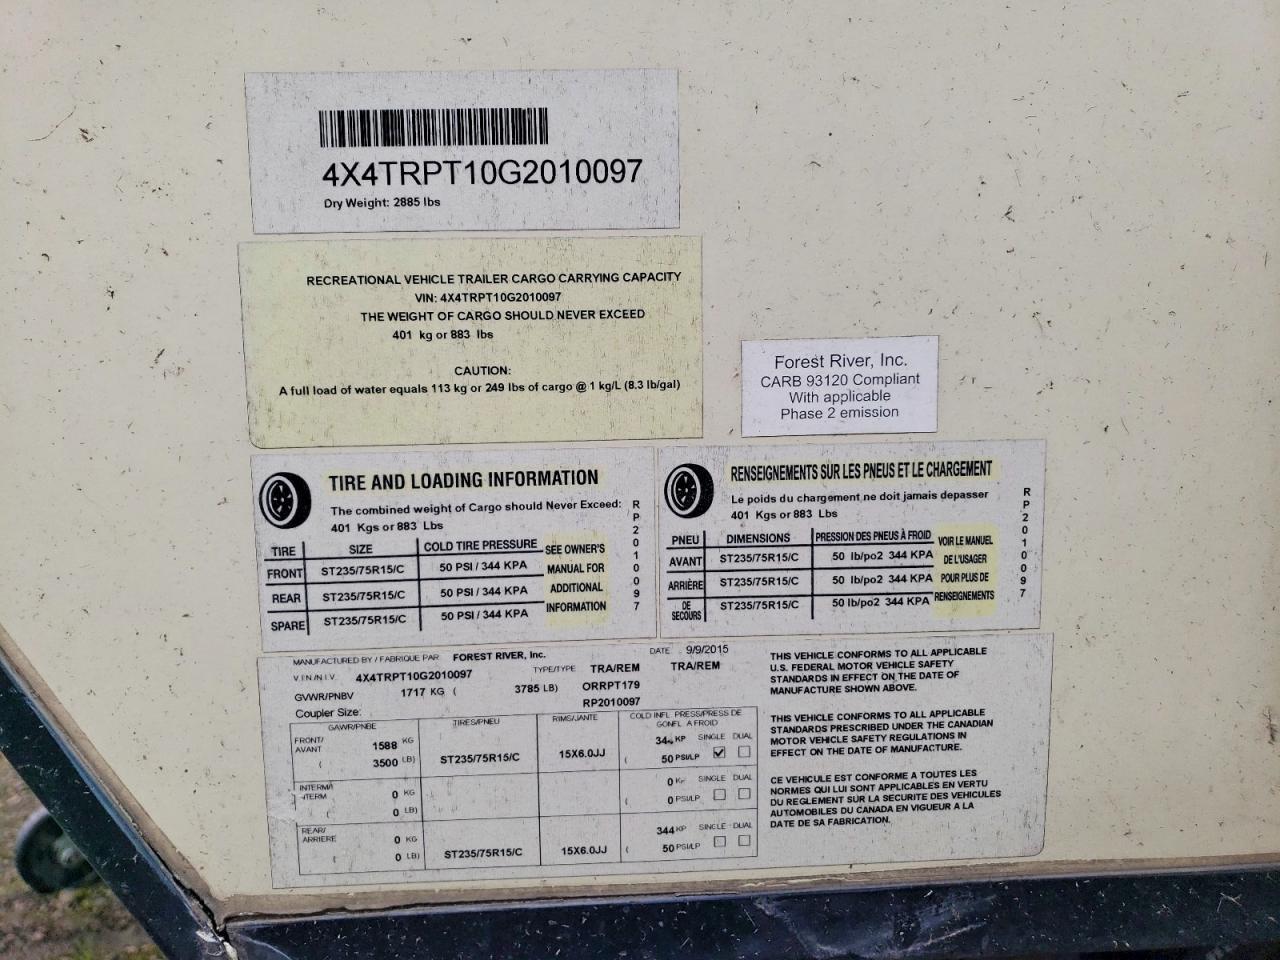 4X4TRPT10G2010097
Dry Weight: 2885 lbs
RECREATIONAL VEHICLE TRAILER CARGO CARRYING CAPACITY
VIN: 4X4TRPT10G2010097
THE WEIGHT OF CARGO SHOULD NEVER EXCEED
401 kg or 883 lbs
CAUTION:
A full load of water equals 113 kg or 249 lbs of cargo @ 1 kg/L (8.3 lb/gal)
Forest River, Inc.
CARB 93120 Compliant
With applicable
Phase 2 emission
TIRE AND LOADING INFORMATION
The combined weight of Cargo should Never Exceed:
401 Kgs or 883 Lbs
TIRE SIZE COLD TIRE PRESSURE
FRONT ST235/75R15/C 50 PSI / 344 KPA
REAR ST235/75R15/C 50 PSI / 344 KPA
SPARE ST235/75R15/C 50 PSI / 344 KPA
SEE OWNER'S
MANUAL FOR
ADDITIONAL
INFORMATION
RP2010097
RENSEIGNEMENTS SUR LES PNEUS ET LE CHARGEMENT
Le poids du chargement ne doit jamais depasser
401 Kgs or 883 Lbs
PNEU DIMENSIONS PRESSION DES PNEUS À FROID
AVANT ST235/75R15/C 50 lb/po2 344 KPA
ARRIÈRE ST235/75R15/C 50 lb/po2 344 KPA
DE SECOURS ST235/75R15/C 50 lb/po2 344 KPA
VOIR LE MANUEL
DE L'USAGER
POUR PLUS DE
RENSEIGNEMENTS
RP2010097
MANUFACTURED BY / FABRIQUE PAR FOREST RIVER, Inc. DATE 9/9/2015
V.I.N/N.I.V. 4X4TRPT10G2010097 TYPE/TYPE TRA/REM TRA/REM
GVWR/PNBV 1717 KG ( 3785 LB) ORRPT179
RP2010097
Coupler Size:
GAWR/PNBE TIRES/PNEU RIMS/JANTE COLD INFL. PRESS/PRESS DE
GONFL. A FROID
FRONT/
AVANT 1588 KG 344 KP SINGLE DUAL
( 3500 LB) ST235/75R15/C 15X6.0JJ ( 50 PSI/LP
INTERM/
INTERM 0 KG 0 KP SINGLE DUAL
( 0 LB) ( 0 PSI/LP
REAR/
ARRIERE 0 KG 344 KP SINGLE DUAL
( 0 LB) ST235/75R15/C 15X6.0JJ ( 50 PSI/LP
THIS VEHICLE CONFORMS TO ALL APPLICABLE
U.S. FEDERAL MOTOR VEHICLE SAFETY
STANDARDS IN EFFECT ON THE DATE OF
MANUFACTURE SHOWN ABOVE.
THIS VEHICLE CONFORMS TO ALL APPLICABLE
STANDARDS PRESCRIBED UNDER THE CANADIAN
MOTOR VEHICLE SAFETY REGULATIONS IN
EFFECT ON THE DATE OF MANUFACTURE.
CE VEHICULE EST CONFORME A TOUTES LES
NORMES QUI LUI SONT APPLICABLES EN VERTU
DU REGLEMENT SUR LA SECURITE DES VEHICULES
AUTOMOBILES DU CANADA EN VIGUEUR A LA
DATE DE SA FABRICATION.